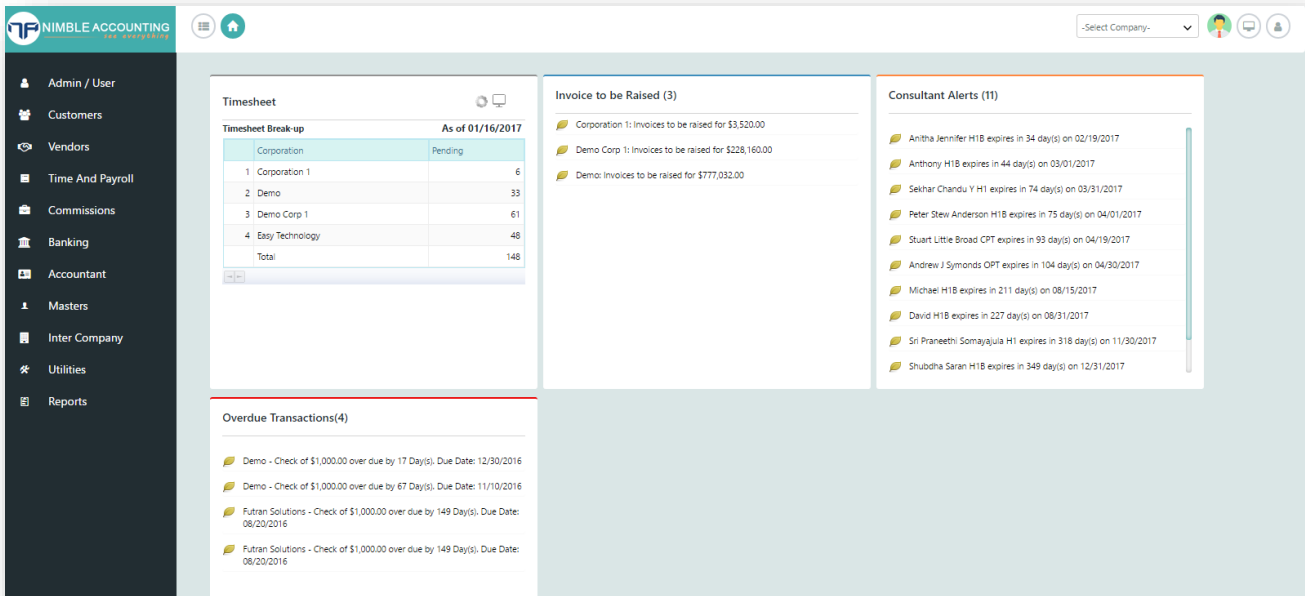 NIMBLE ACCOUNTING
see everything
-Select Company-
Admin / User
Customers
Vendors
Time And Payroll
Commissions
Banking
Accountant
Masters
Inter Company
Utilities
Reports
Timesheet
Timesheet Break-up As of 01/16/2017
Corporation Pending
1 Corporation 1 6
2 Demo 33
3 Demo Corp 1 61
4 Easy Technology 48
Total 148
Invoice to be Raised (3)
Corporation 1: Invoices to be raised for $3,520.00
Demo Corp 1: Invoices to be raised for $228,160.00
Demo: Invoices to be raised for $777,032.00
Consultant Alerts (11)
Anitha Jennifer H1B expires in 34 day(s) on 02/19/2017
Anthony H1B expires in 44 day(s) on 03/01/2017
Sekhar Chandu Y H1 expires in 74 day(s) on 03/31/2017
Peter Stew Anderson H1B expires in 75 day(s) on 04/01/2017
Stuart Little Broad CPT expires in 93 day(s) on 04/19/2017
Andrew J Symonds OPT expires in 104 day(s) on 04/30/2017
Michael H1B expires in 211 day(s) on 08/15/2017
David H1B expires in 227 day(s) on 08/31/2017
Sri Praneethi Somayajula H1 expires in 318 day(s) on 11/30/2017
Shubdha Saran H1B expires in 349 day(s) on 12/31/2017
Overdue Transactions(4)
Demo - Check of $1,000.00 over due by 17 Day(s). Due Date: 12/30/2016
Demo - Check of $1,000.00 over due by 67 Day(s). Due Date: 11/10/2016
Futran Solutions - Check of $1,000.00 over due by 149 Day(s). Due Date:
08/20/2016
Futran Solutions - Check of $1,000.00 over due by 149 Day(s). Due Date:
08/20/2016